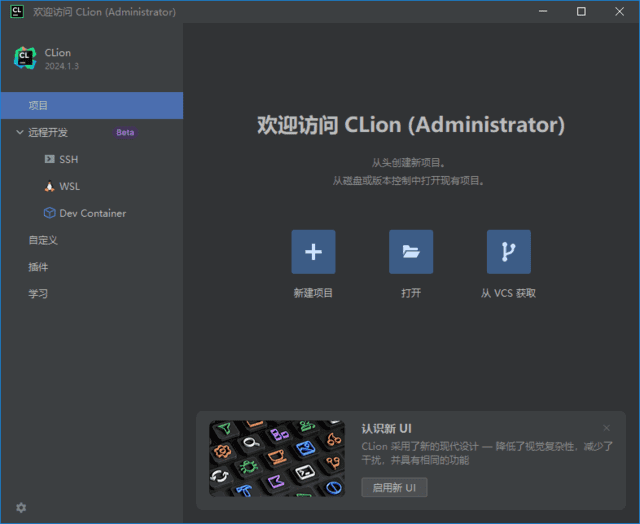 欢迎访问 CLion (Administrator)
CLion
2024.1.3
项目
远程开发 Beta
SSH
WSL
Dev Container
自定义
插件
学习
欢迎访问 CLion (Administrator)
从头创建新项目。
从磁盘或版本控制中打开现有项目。
新建项目
打开
从 VCS 获取
认识新 UI
CLion 采用了新的现代设计 — 降低了视觉复杂性，减少了
干扰，并具有相同的功能
启用新 UI